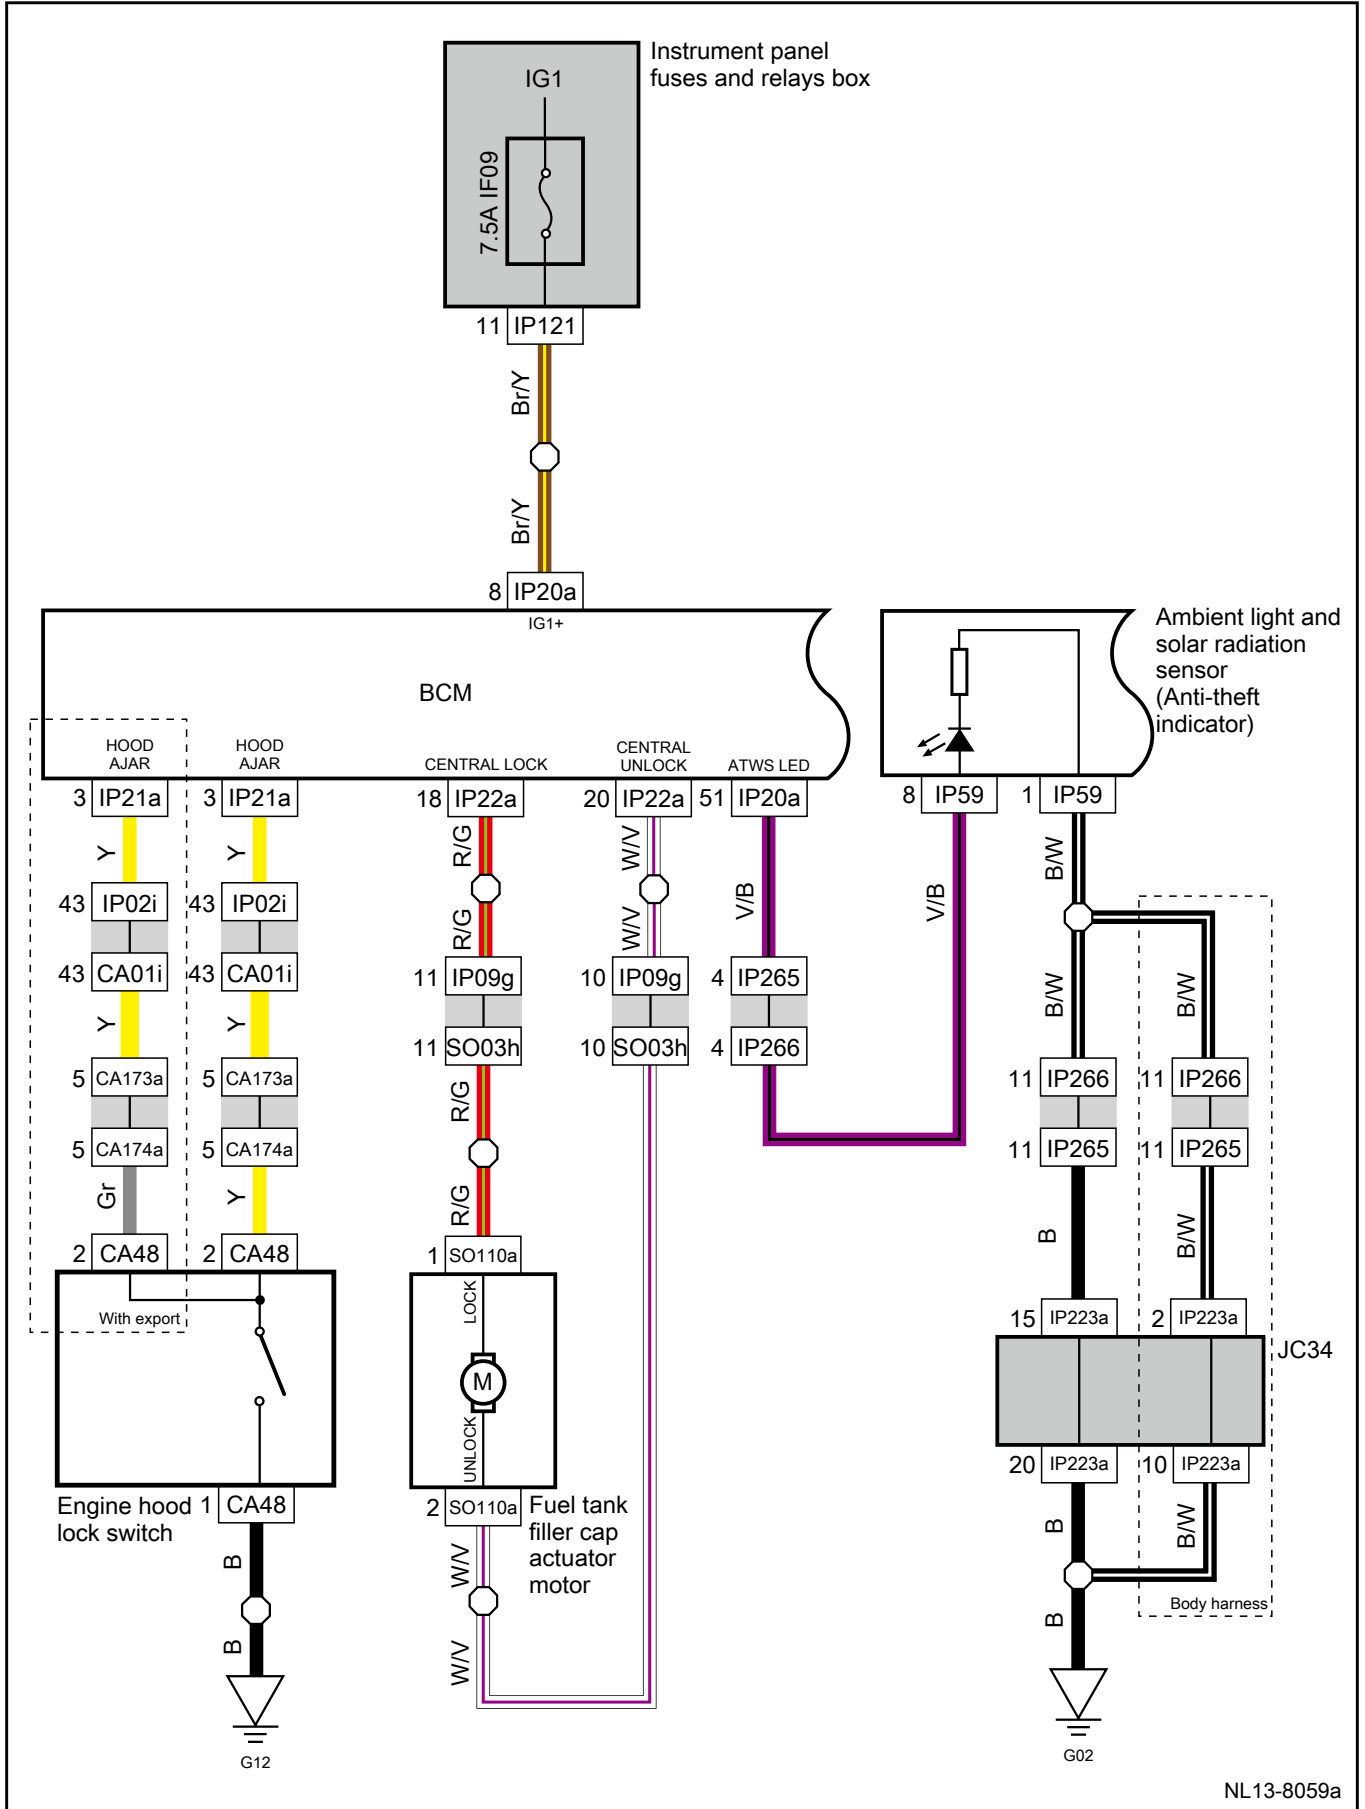 Instrument panel
fuses and relays box
IG1
7.5A IF09
11 IP121
Br/Y
Br/Y
8 IP20a
IG1+
BCM
Ambient light and
solar radiation
sensor
(Anti-theft
indicator)
HOOD
AJAR
HOOD
AJAR
CENTRAL LOCK
CENTRAL
UNLOCK
ATWS LED
3 IP21a 3 IP21a 18 IP22a 20 IP22a 51 IP20a 8 IP59 1 IP59
Y Y R/G W/V B/W
43 IP02i 43 IP02i V/B V/B
R/G W/V
43 CA01i 43 CA01i 11 IP09g 10 IP09g 4 IP265
Y Y B/W B/W
11 SO03h 10 SO03h 4 IP266
5 CA173a 5 CA173a 11 IP266 11 IP266
R/G
5 CA174a 5 CA174a 11 IP265 11 IP265
Gr Y R/G B B/W
2 CA48 2 CA48 1 SO110a
With export
LOCK
M
UNLOCK
15 IP223a 2 IP223a
JC34
20 IP223a 10 IP223a
Engine hood
lock switch
1 CA48
2 SO110a
Fuel tank
filler cap
actuator
motor
B W/V B B/W
B W/V B
Body harness
G12
G02
NL13-8059a